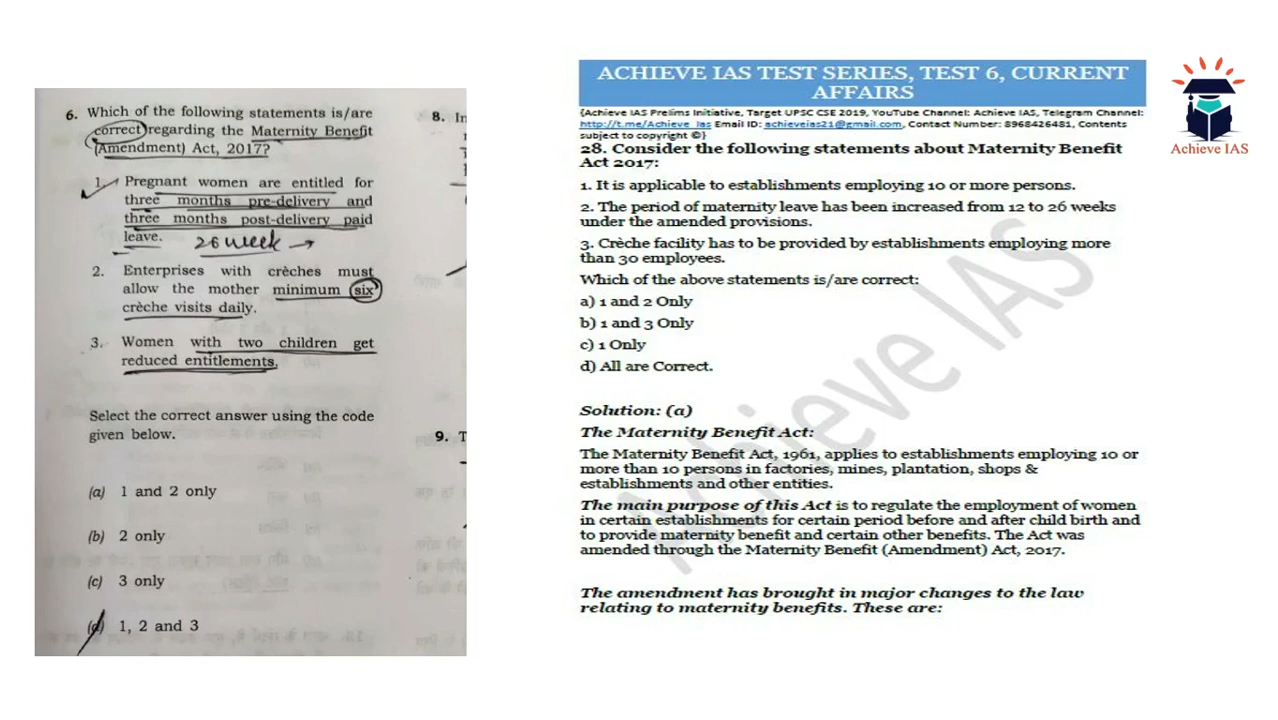 6. Which of the following statements is/are
correct regarding the Maternity Benefit
(Amendment) Act, 2017?
1. Pregnant women are entitled for
three months pre-delivery and
three months post-delivery paid
leave. 26 week →
2. Enterprises with crèches must
allow the mother minimum six
crèche visits daily.
3. Women with two children get
reduced entitlements.
Select the correct answer using the code
given below.
(a) 1 and 2 only
(b) 2 only
(c) 3 only
(d) 1, 2 and 3
8. In
9. T
ACHIEVE IAS TEST SERIES, TEST 6, CURRENT
AFFAIRS
{Achieve IAS Prelims Initiative, Target UPSC CSE 2019, YouTube Channel: Achieve IAS, Telegram Channel:
http://t.me/Achieve_Ias Email ID: achieveias21@gmail.com, Contact Number: 8968426481, Contents
subject to copyright ©}
28. Consider the following statements about Maternity Benefit
Act 2017:
1. It is applicable to establishments employing 10 or more persons.
2. The period of maternity leave has been increased from 12 to 26 weeks
under the amended provisions.
3. Crèche facility has to be provided by establishments employing more
than 30 employees.
Which of the above statements is/are correct:
a) 1 and 2 Only
b) 1 and 3 Only
c) 1 Only
d) All are Correct.
Solution: (a)
The Maternity Benefit Act:
The Maternity Benefit Act, 1961, applies to establishments employing 10 or
more than 10 persons in factories, mines, plantation, shops &
establishments and other entities.
The main purpose of this Act is to regulate the employment of women
in certain establishments for certain period before and after child birth and
to provide maternity benefit and certain other benefits. The Act was
amended through the Maternity Benefit (Amendment) Act, 2017.
The amendment has brought in major changes to the law
relating to maternity benefits. These are:
Achieve IAS
Achieve IAS